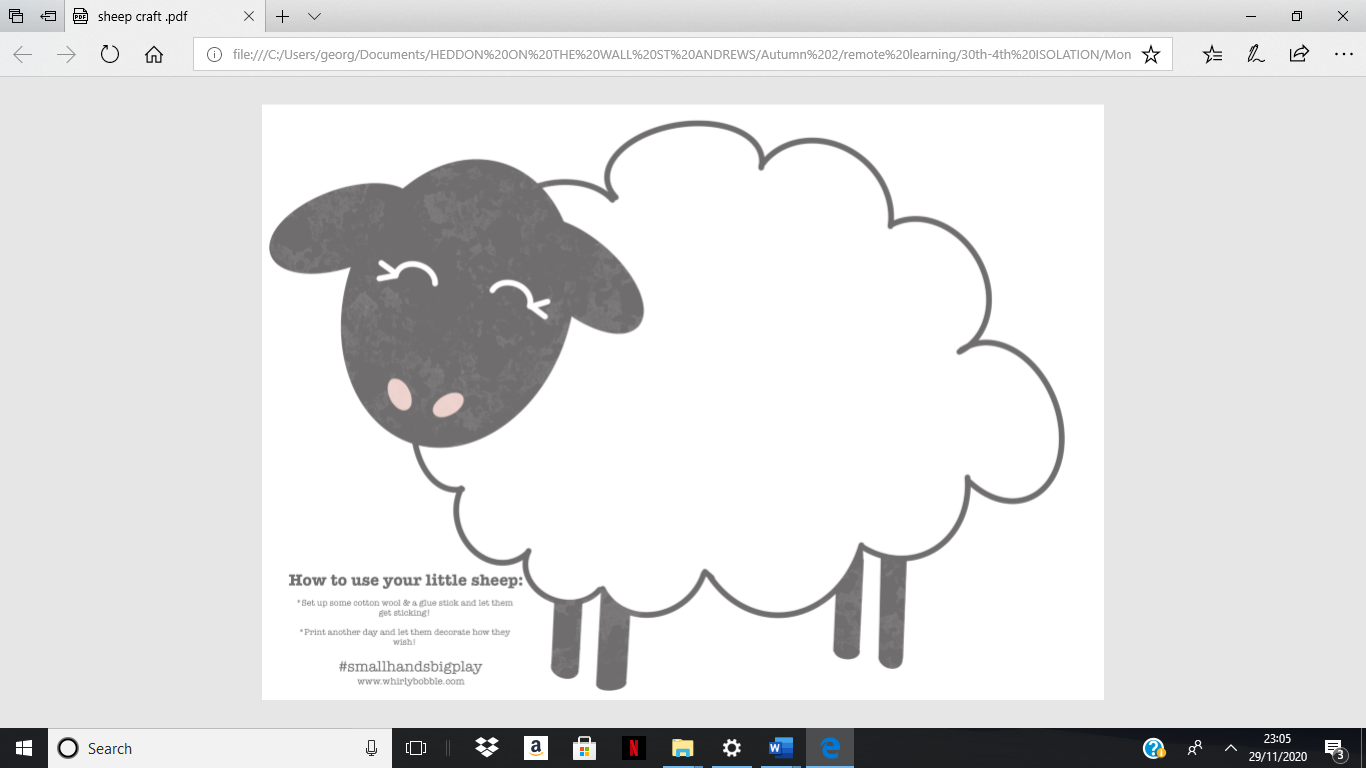 sheep craft .pdf
file:///C:/Users/georg/Documents/HEDDON%20ON%20THE%20WALL%20ST%20ANDREWS/Autumn%202/remote%20learning/30th-4th%20ISOLATION/Mon
How to use your little sheep:
*Set up some cotton wool & a glue stick and let them
get sticking!
*Print another day and let them decorate how they
wish!
#smallhandsbigplay
www.whirlybobble.com
Search
23:05
29/11/2020
3